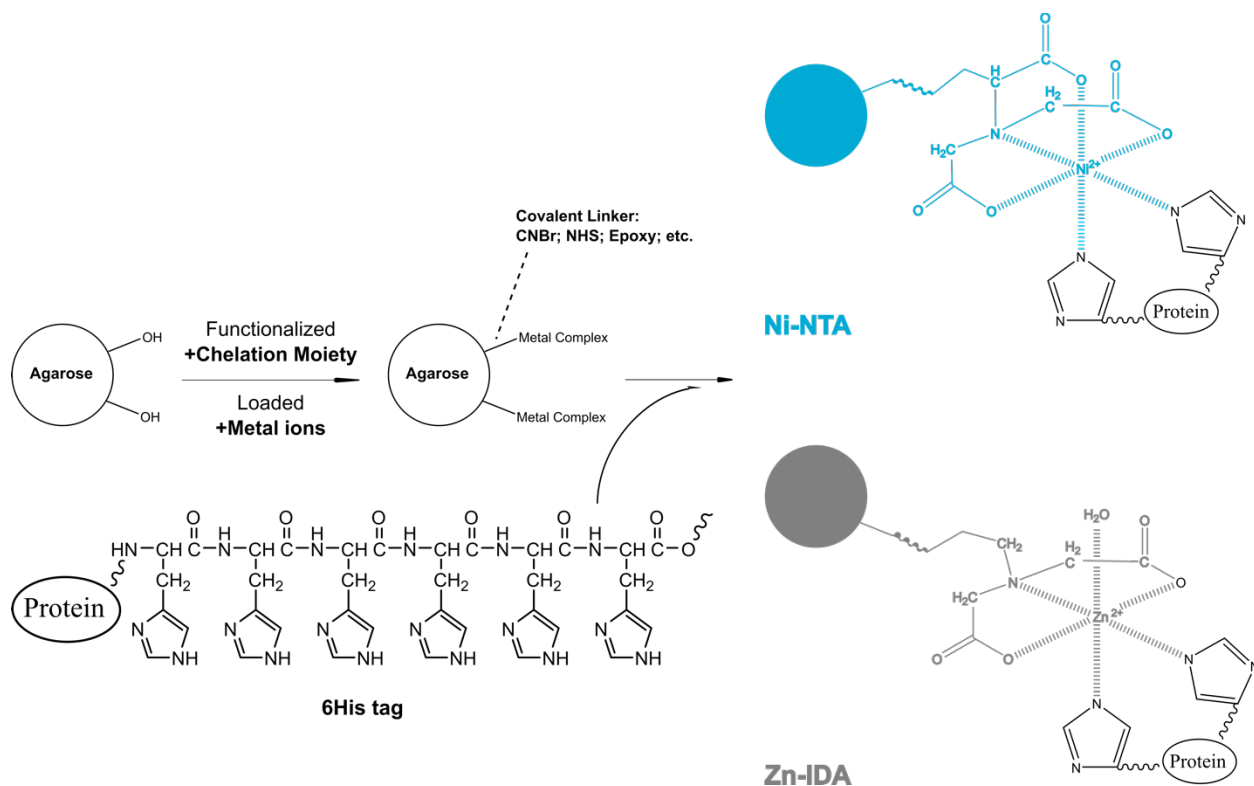 Agarose
OH
OH
Functionalized
+Chelation Moiety
Loaded
+Metal ions
Covalent Linker:
CNBr; NHS; Epoxy; etc.
Agarose
Metal Complex
Metal Complex
Protein
HN
CH
C
O
H
N
CH
C
O
H
N
CH
C
O
H
N
CH
C
O
H
N
CH
C
O
H
N
CH
C
O
O
CH2
CH2
CH2
CH2
CH2
CH2
N
NH
N
NH
N
NH
N
NH
N
NH
N
NH
6His tag
O
C
H
C
O
H2
C
O
C
O
N
H2C
C
O
O
Ni2+
N
N
N
N
Protein
Ni-NTA
CH2
N
H2O
H2
C
O
C
O
H2C
C
O
O
Zn2+
N
N
N
N
Protein
Zn-IDA